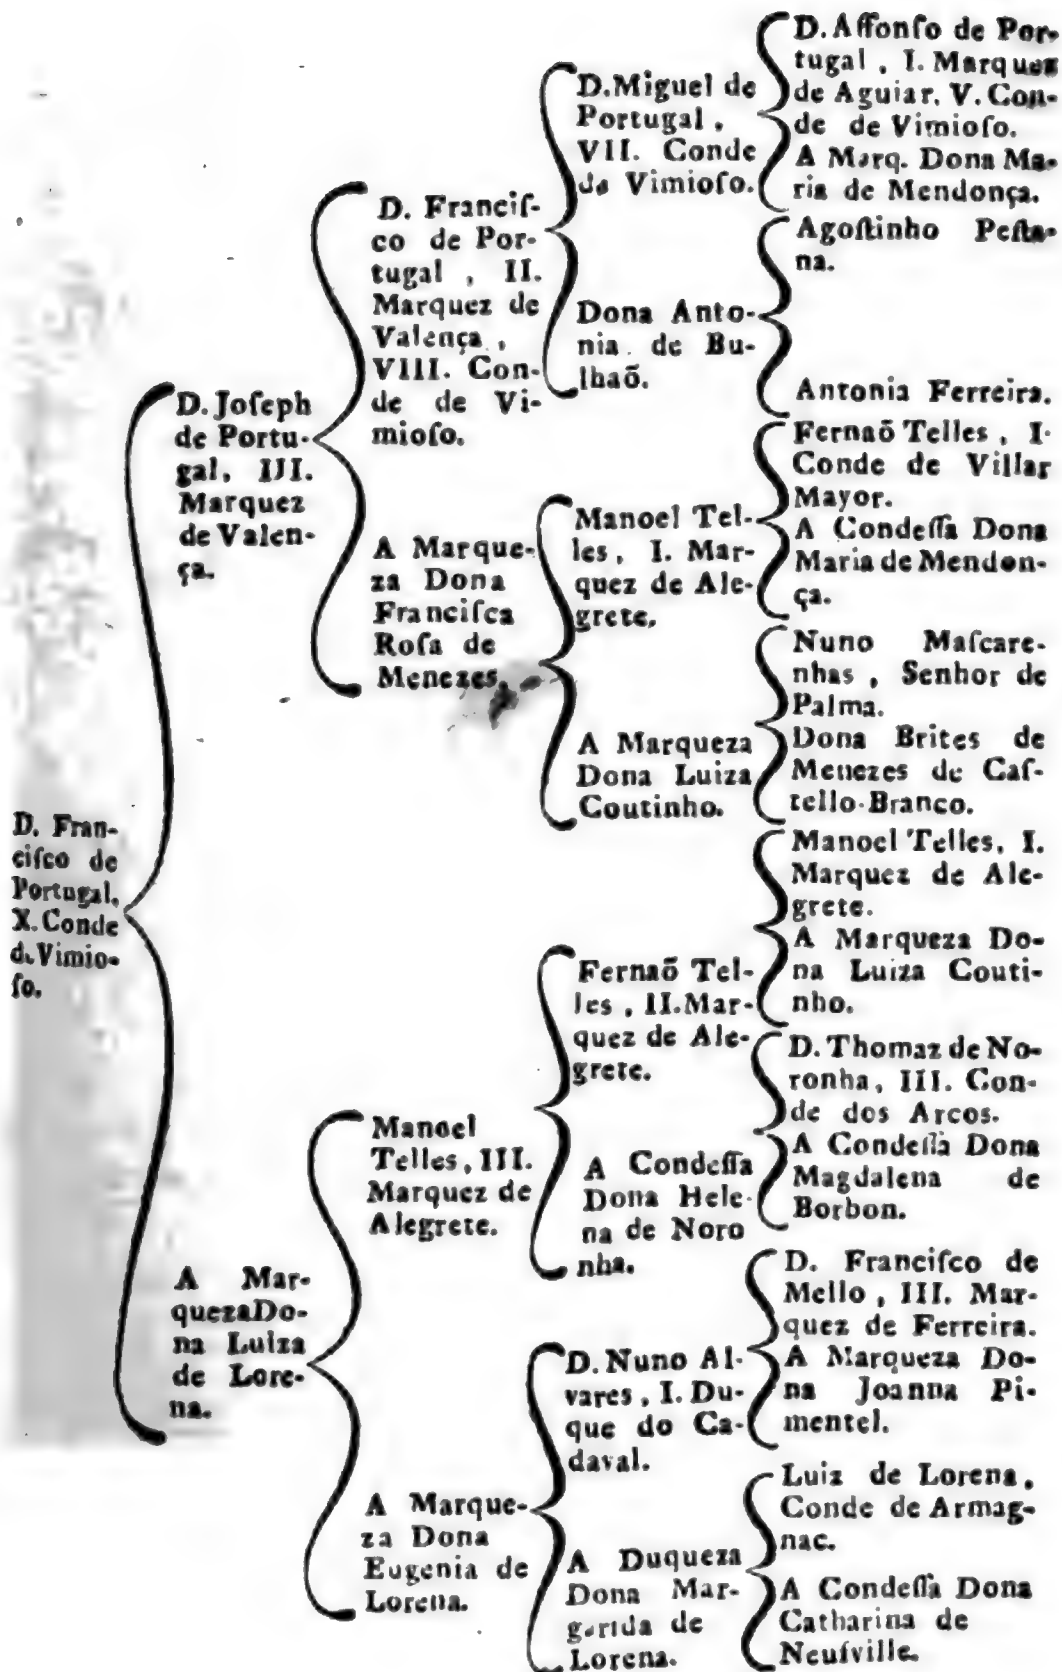 D. Fran-
ciſco de
Portugal,
X. Conde
de Vimio-
ſo.
D. Joſeph
de Portu-
gal, III.
Marquez
de Valen-
ça.
A Mar-
quezaDo-
na Luiza
de Lore-
na.
D. Franciſ-
co de Por-
tugal , II.
Marquez de
Valença ,
VIII. Con-
de de Vi-
mioſo.
A Marque-
za Dona
Franciſca
Roſa de
Menezes.
Manoel
Telles, III.
Marquez de
Alegrete.
A Marque-
za Dona
Eugenia de
Lorena.
D.Miguel de
Portugal ,
VII. Conde
de Vimioſo.
Dona Anto-
nia de Bu-
lhaõ.
Manoel Tel-
les, I. Mar-
quez de Ale-
grete.
A Marqueza
Dona Luiza
Coutinho.
Fernaõ Tel-
les , II.Mar-
quez de Ale-
grete.
A Condeſſa
Dona Hele-
na de Noro
nha.
D. Nuno Al-
vares, I. Du-
que do Ca-
daval.
A Duqueza
Dona Mar-
garida de
Lorena.
D. Affonſo de Por-
tugal , I. Marquez
de Aguiar. V. Con-
de de Vimioſo.
A Marq. Dona Ma-
ria de Mendonça.
Agoſtinho Peſta-
na.
Antonia Ferreira.
Fernaõ Telles, I.
Conde de Villar
Mayor.
A Condeſſa Dona
Maria de Mendon-
ça.
Nuno Maſcare-
nhas , Senhor de
Palma.
Dona Brites de
Menezes de Caſ-
tello-Branco.
Manoel Telles, I.
Marquez de Ale-
grete.
A Marqueza Do-
na Luiza Couti-
nho.
D. Thomaz de No-
ronha, III. Con-
de dos Arcos.
A Condeſſa Dona
Magdalena de
Borbon.
D. Franciſco de
Mello , III. Mar-
quez de Ferreira.
A Marqueza Do-
na Joanna Pi-
mentel.
Luiz de Lorena,
Conde de Armag-
nac.
A Condeſſa Dona
Catharina de
Neuſville.